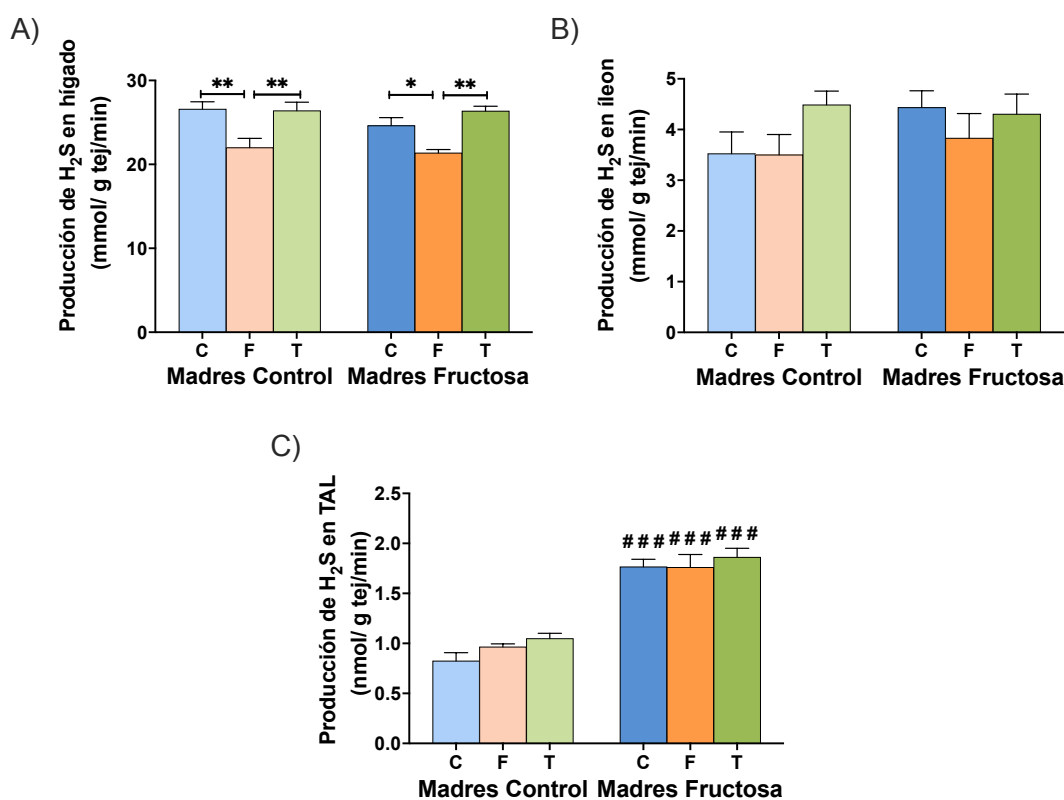 A)
Producción de H₂S en hígado
(mmol/ g tej/min)
30
20
10
0
** ** * **
C F T C F T
Madres Control Madres Fructosa
B)
Producción de H₂S en íleon
(mmol/ g tej/min)
5
4
3
2
1
0
C F T C F T
Madres Control Madres Fructosa
C)
Producción de H₂S en TAL
(nmol/ g tej/min)
2.5
2.0
1.5
1.0
0.5
0.0
### ### ###
C F T C F T
Madres Control Madres Fructosa